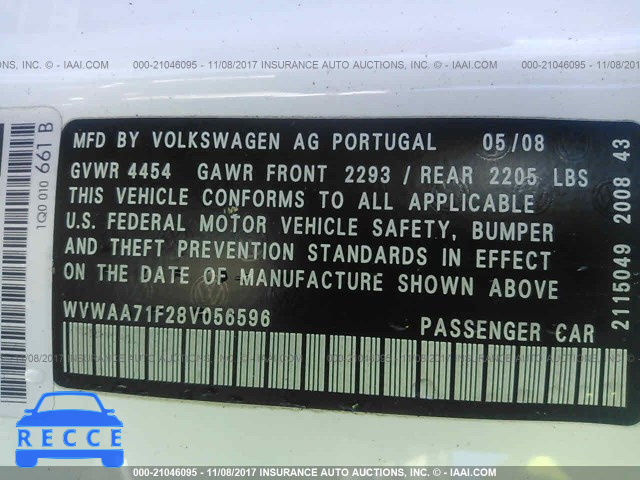 AUCTIONS, INC. - IAAI.COM 000-21046095 - 11/08/2017 INSURANCE AUTO AUCTIONS, INC. - IAAI.COM 000-21046095 - 11/08/2017
1Q0 010 661 B
MFD BY VOLKSWAGEN AG PORTUGAL 05/08
GVWR 4454 GAWR FRONT 2293 / REAR 2205 LBS
THIS VEHICLE CONFORMS TO ALL APPLICABLE
U.S. FEDERAL MOTOR VEHICLE SAFETY, BUMPER
AND THEFT PREVENTION STANDARDS IN EFFECT
ON THE DATE OF MANUFACTURE SHOWN ABOVE
WVWAA71F28V056596 PASSENGER CAR
2115049 2008 43
RECCE
000-21046095 - 11/08/2017 INSURANCE AUTO AUCTIONS, INC. - IAAI.COM